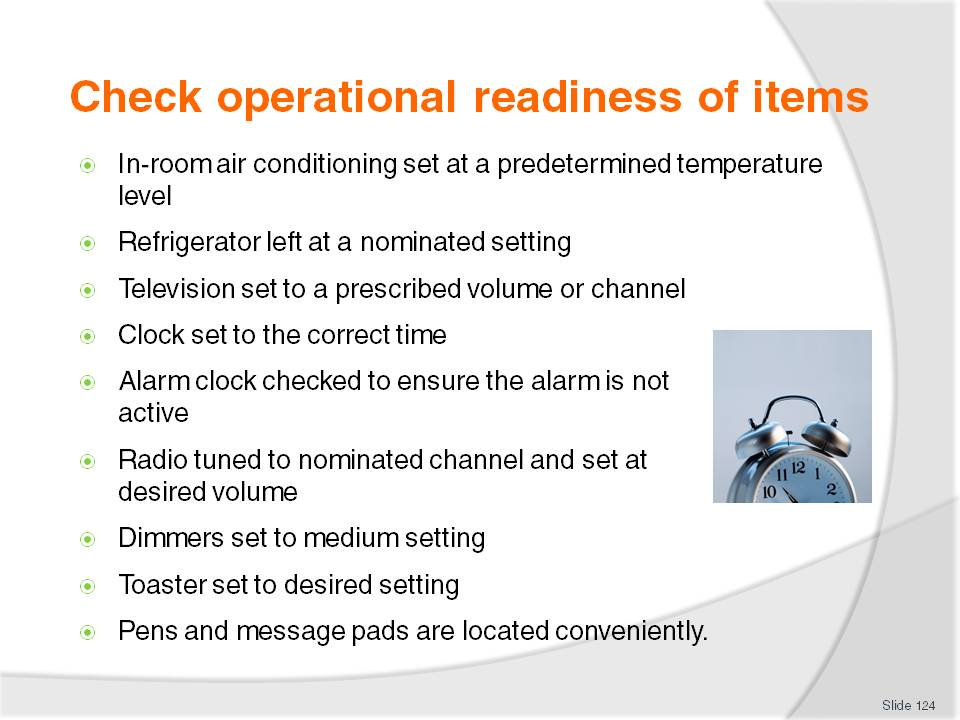 Check operational readiness of items
In-room air conditioning set at a predetermined temperature
level
Refrigerator left at a nominated setting
Television set to a prescribed volume or channel
Clock set to the correct time
Alarm clock checked to ensure the alarm is not
active
Radio tuned to nominated channel and set at
desired volume
Dimmers set to medium setting
Toaster set to desired setting
Pens and message pads are located conveniently.
11 12 1
10 2
Slide 124